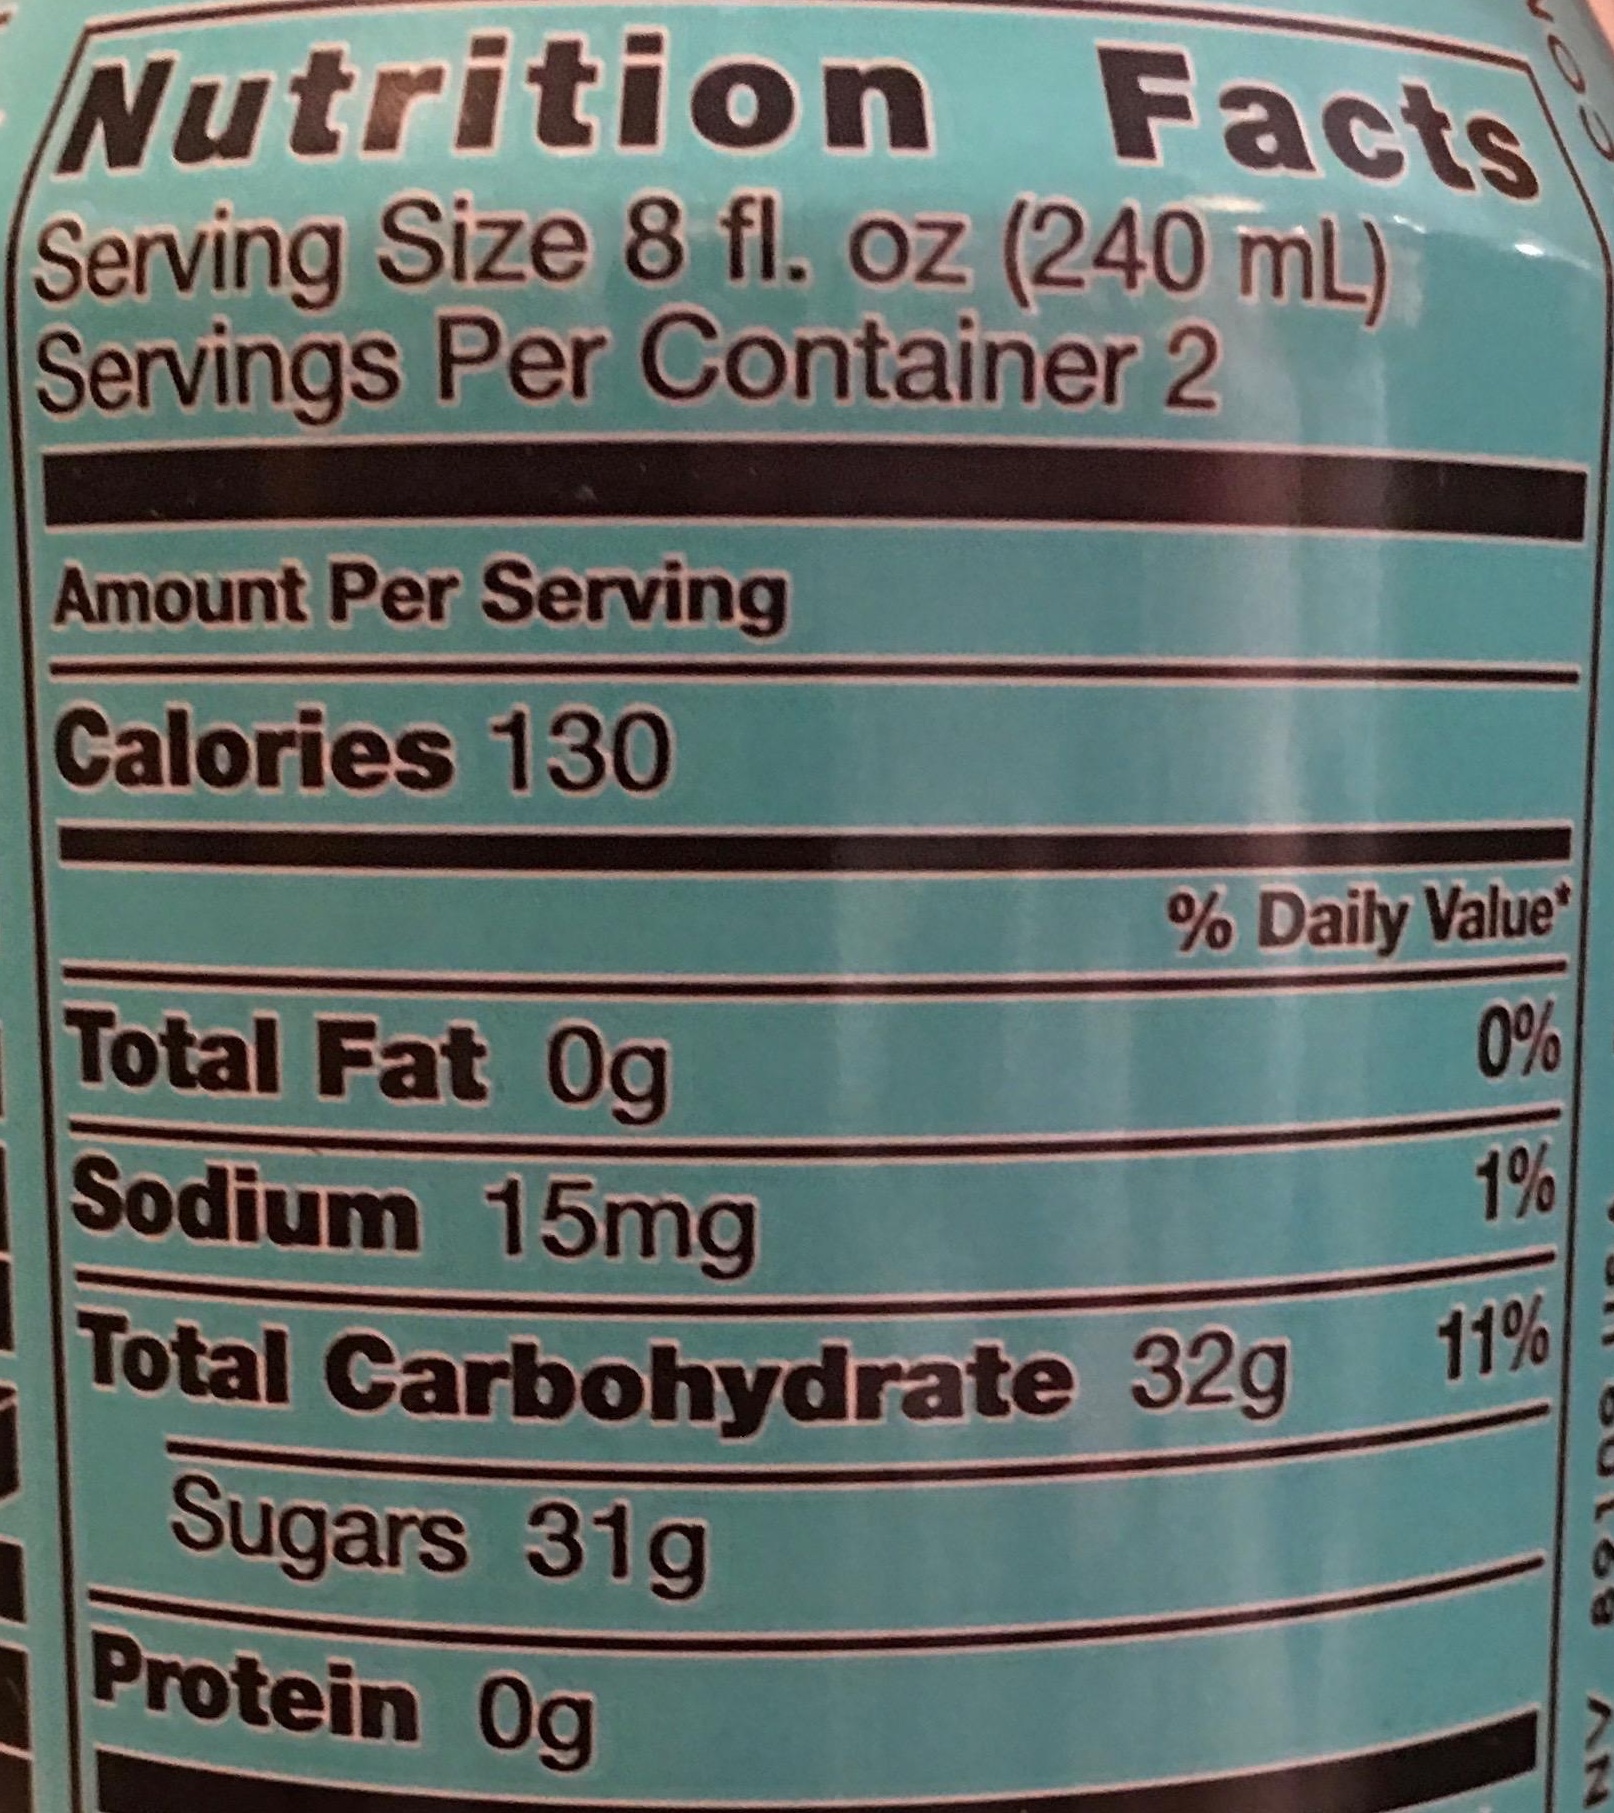 Nutrition Facts
Serving Size 8 fl. oz (240 mL)
Servings Per Container 2
Amount Per Serving
Calories 130
% Daily Value*
Total Fat 0g 0%
Sodium 15mg 1%
Total Carbohydrate 32g 11%
Sugars 31g
Protein 0g